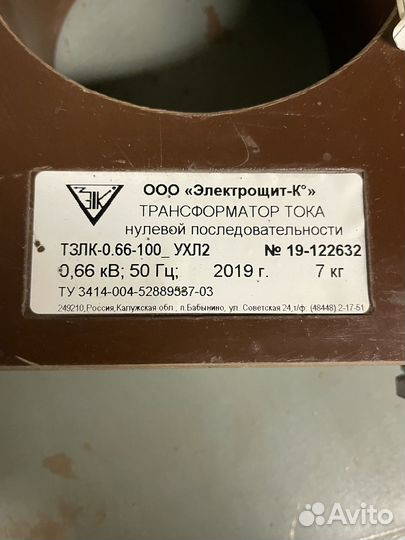 ЭК
ООО «Электрощит-К°»
ТРАНСФОРМАТОР ТОКА
нулевой последовательности
ТЗЛК-0.66-100_ УХЛ2 № 19-122632
0,66 кВ; 50 Гц; 2019 г. 7 кг
ТУ 3414-004-52889537-03
249210,Россия,Калужская обл., п.Бабынино, ул. Советская 24,т/ф: (48448) 2-17-51
Avito